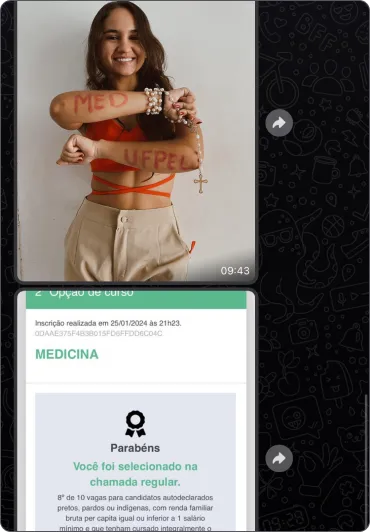 MED
UFPEL
09:43
2ª Opção de curso
Inscrição realizada em 25/01/2024 às 21h23.
MEDICINA
Parabéns
Você foi selecionado na
chamada regular.
8ª de 10 vagas para candidatos autodeclarados
pretos, pardos ou indígenas, com renda familiar
bruta per capita igual ou inferior a 1 salário
mínimo e que tenham cursado integralmente o